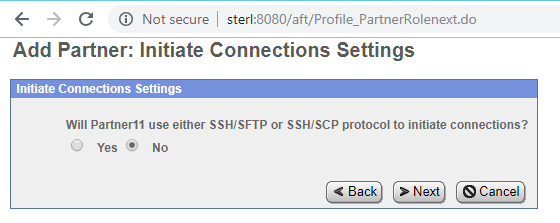 Not secure | sterl:8080/aft/Profile_PartnerRolenext.do
Add Partner: Initiate Connections Settings
Initiate Connections Settings
Will Partner11 use either SSH/SFTP or SSH/SCP protocol to initiate connections?
Yes No
Back Next Cancel